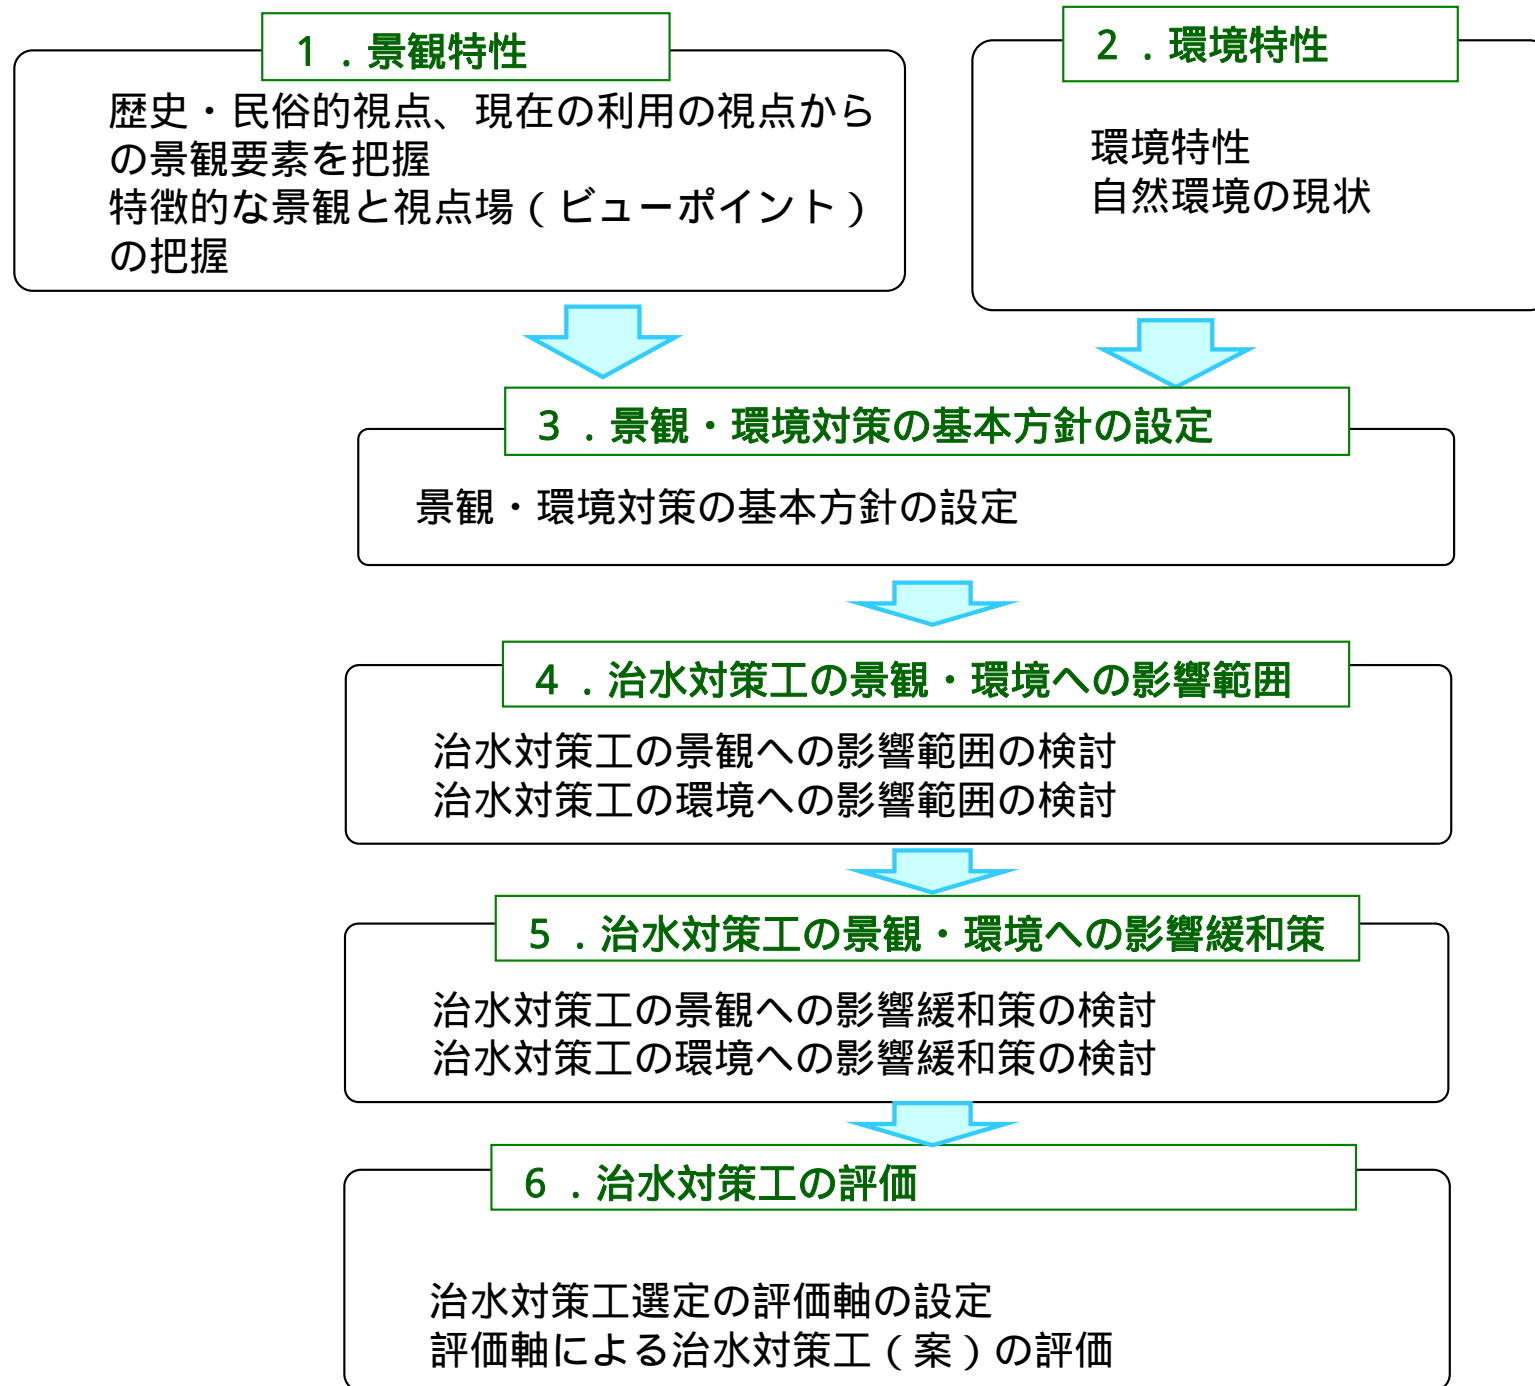 １．景観特性
歴史・民俗的視点、現在の利用の視点から
の景観要素を把握
特徴的な景観と視点場（ビューポイント）
の把握
２．環境特性
環境特性
自然環境の現状
３．景観・環境対策の基本方針の設定
景観・環境対策の基本方針の設定
４．治水対策工の景観・環境への影響範囲
治水対策工の景観への影響範囲の検討
治水対策工の環境への影響範囲の検討
５．治水対策工の景観・環境への影響緩和策
治水対策工の景観への影響緩和策の検討
治水対策工の環境への影響緩和策の検討
６．治水対策工の評価
治水対策工選定の評価軸の設定
評価軸による治水対策工（案）の評価